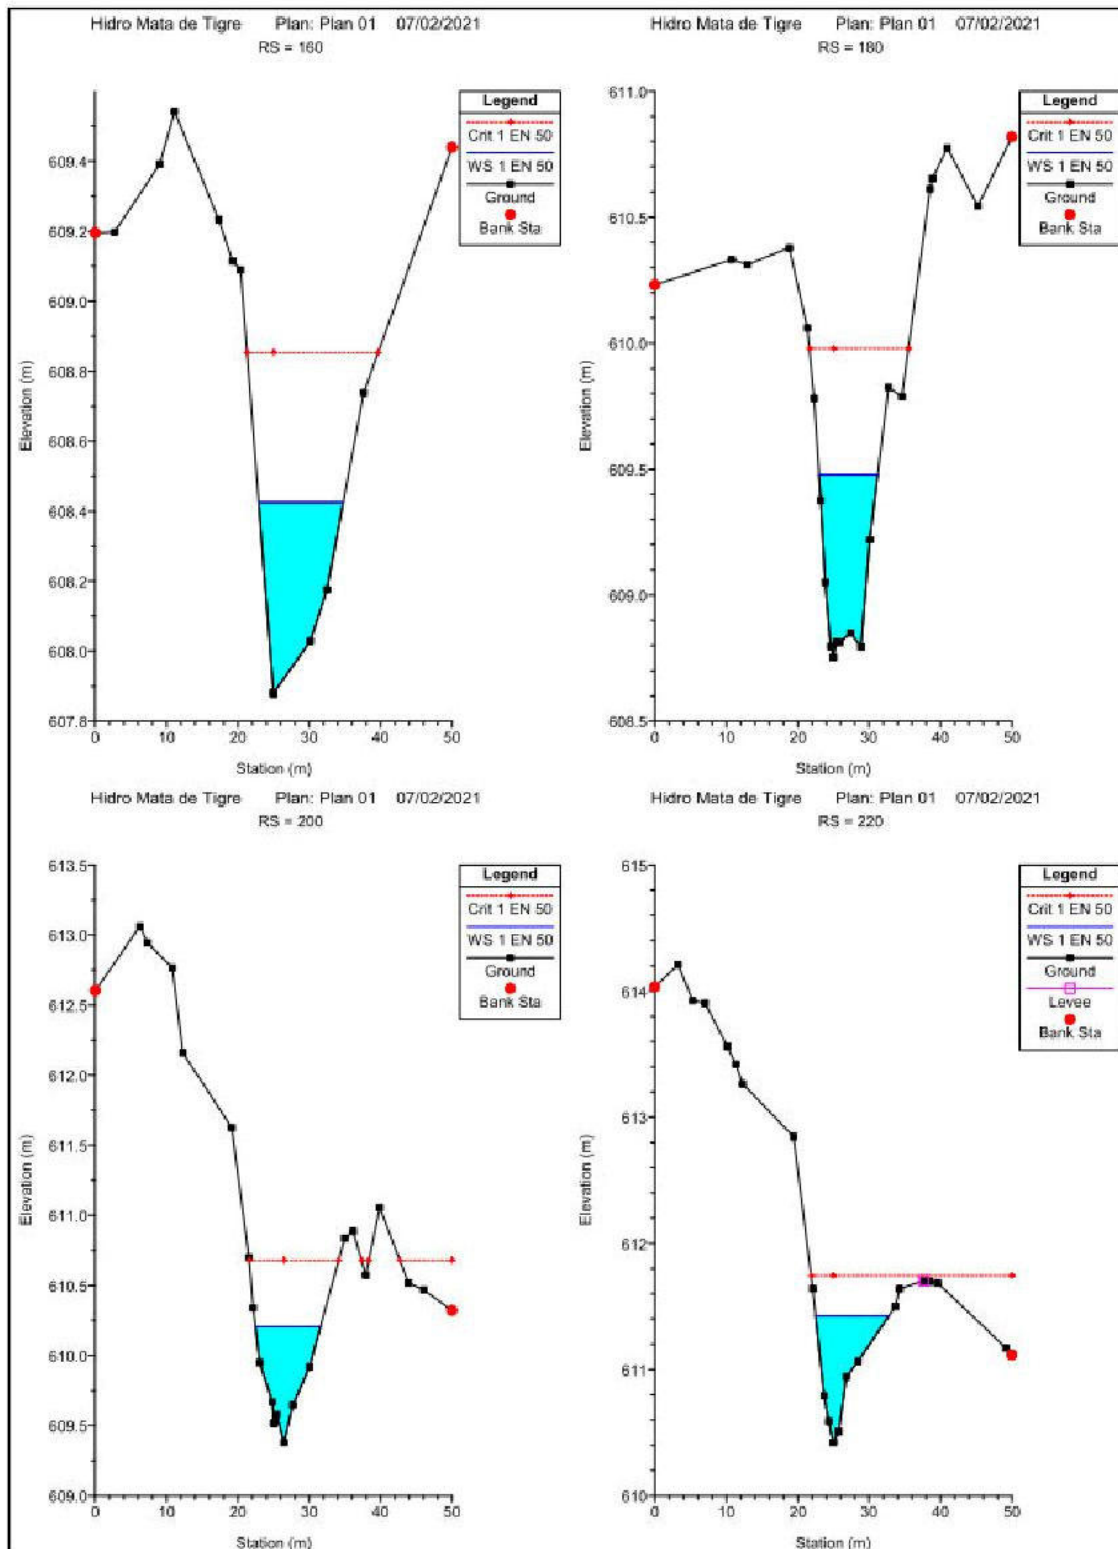 Hidro Mata de Tigre Plan: Plan 01 07/02/2021
RS = 160
Legend
Crit 1 EN 50
WS 1 EN 50
Ground
Bank Sta
609.4
609.2
609.0
608.8
608.6
608.4
608.2
608.0
607.8
0 10 20 30 40 50
Elevation (m)
Station (m)
Hidro Mata de Tigre Plan: Plan 01 07/02/2021
RS = 180
Legend
Crit 1 EN 50
WS 1 EN 50
Ground
Bank Sta
611.0
610.5
610.0
609.5
609.0
608.5
0 10 20 30 40 50
Elevation (m)
Station (m)
Hidro Mata de Tigre Plan: Plan 01 07/02/2021
RS = 200
Legend
Crit 1 EN 50
WS 1 EN 50
Ground
Bank Sta
613.5
613.0
612.5
612.0
611.5
611.0
610.5
610.0
609.5
609.0
0 10 20 30 40 50
Elevation (m)
Station (m)
Hidro Mata de Tigre Plan: Plan 01 07/02/2021
RS = 220
Legend
Crit 1 EN 50
WS 1 EN 50
Ground
Levee
Bank Sta
615
614
613
612
611
610
0 10 20 30 40 50
Elevation (m)
Station (m)